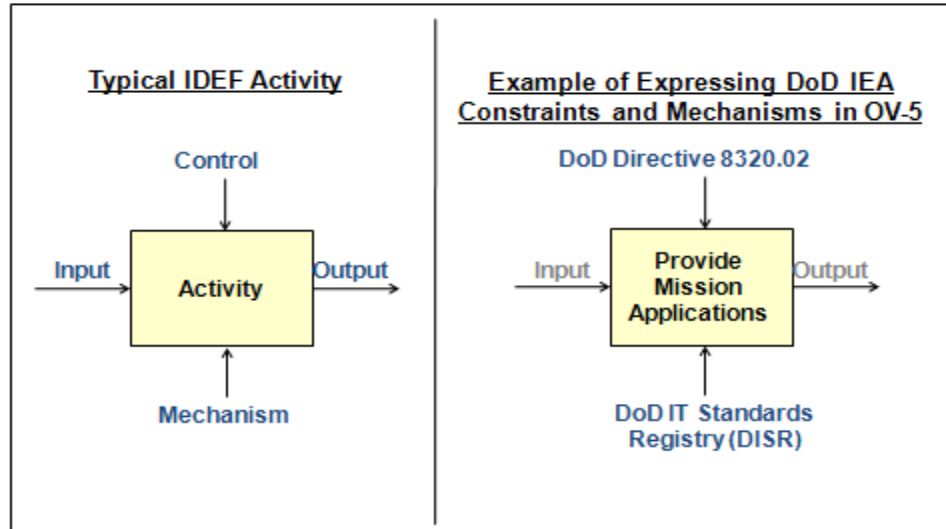 Typical IDEF Activity
Control
Input
Activity
Output
Mechanism
Example of Expressing DoD IEA
Constraints and Mechanisms in OV-5
DoD Directive 8320.02
Input
Provide
Mission
Applications
Output
DoD IT Standards
Registry (DISR)